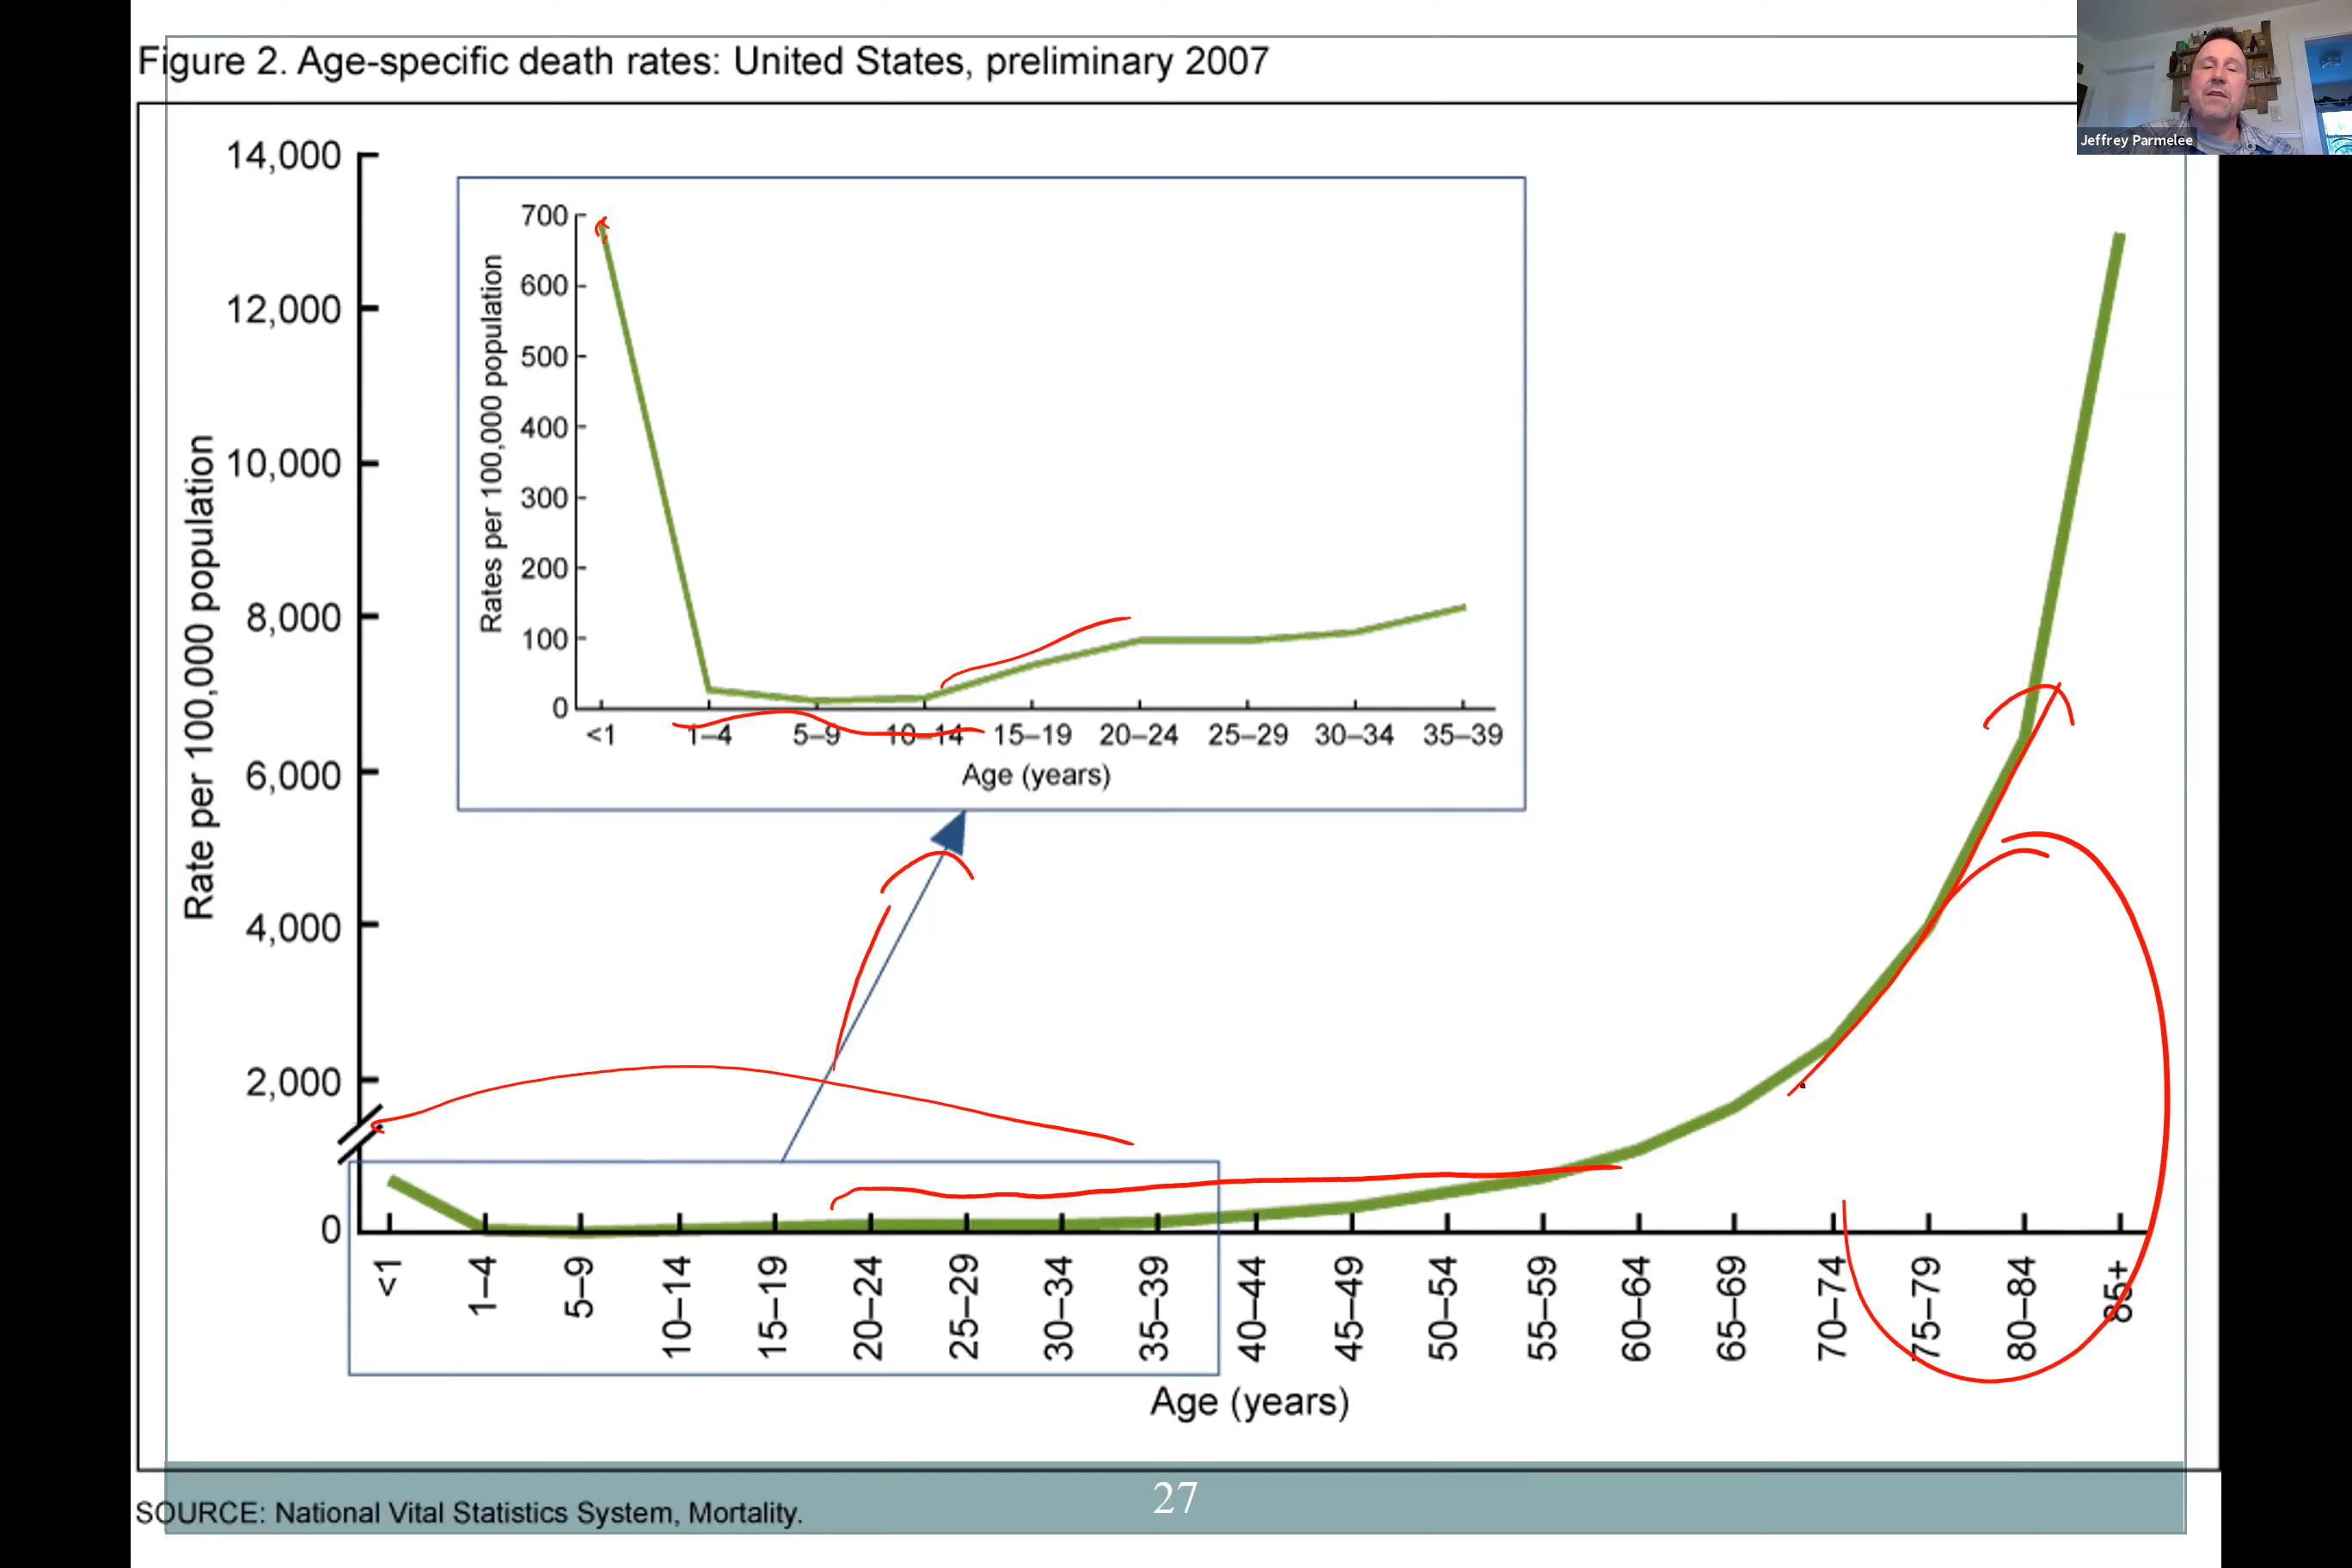 Figure 2. Age-specific death rates: United States, preliminary 2007
Jeffrey Parmelee
14,000
12,000
10,000
8,000
6,000
4,000
2,000
0
Rate per 100,000 population
700
600
500
400
300
200
100
0
Rates per 100,000 population
<1 1–4 5–9 10–14 15–19 20–24 25–29 30–34 35–39
Age (years)
<1 1–4 5–9 10–14 15–19 20–24 25–29 30–34 35–39 40–44 45–49 50–54 55–59 60–64 65–69 70–74 75–79 80–84 85+
Age (years)
27
SOURCE: National Vital Statistics System, Mortality.